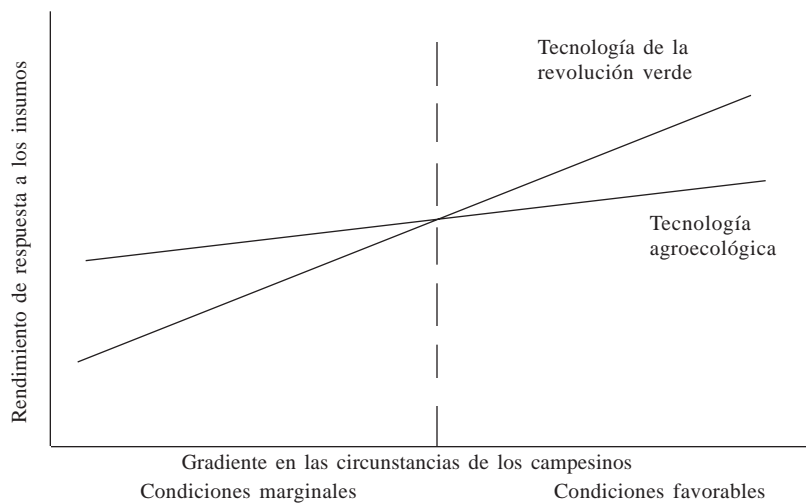 Tecnología de la
revolución verde
Rendimiento de respuesta a los insumos
Tecnología
agroecológica
Gradiente en las circunstancias de los campesinos
Condiciones marginales
Condiciones favorables